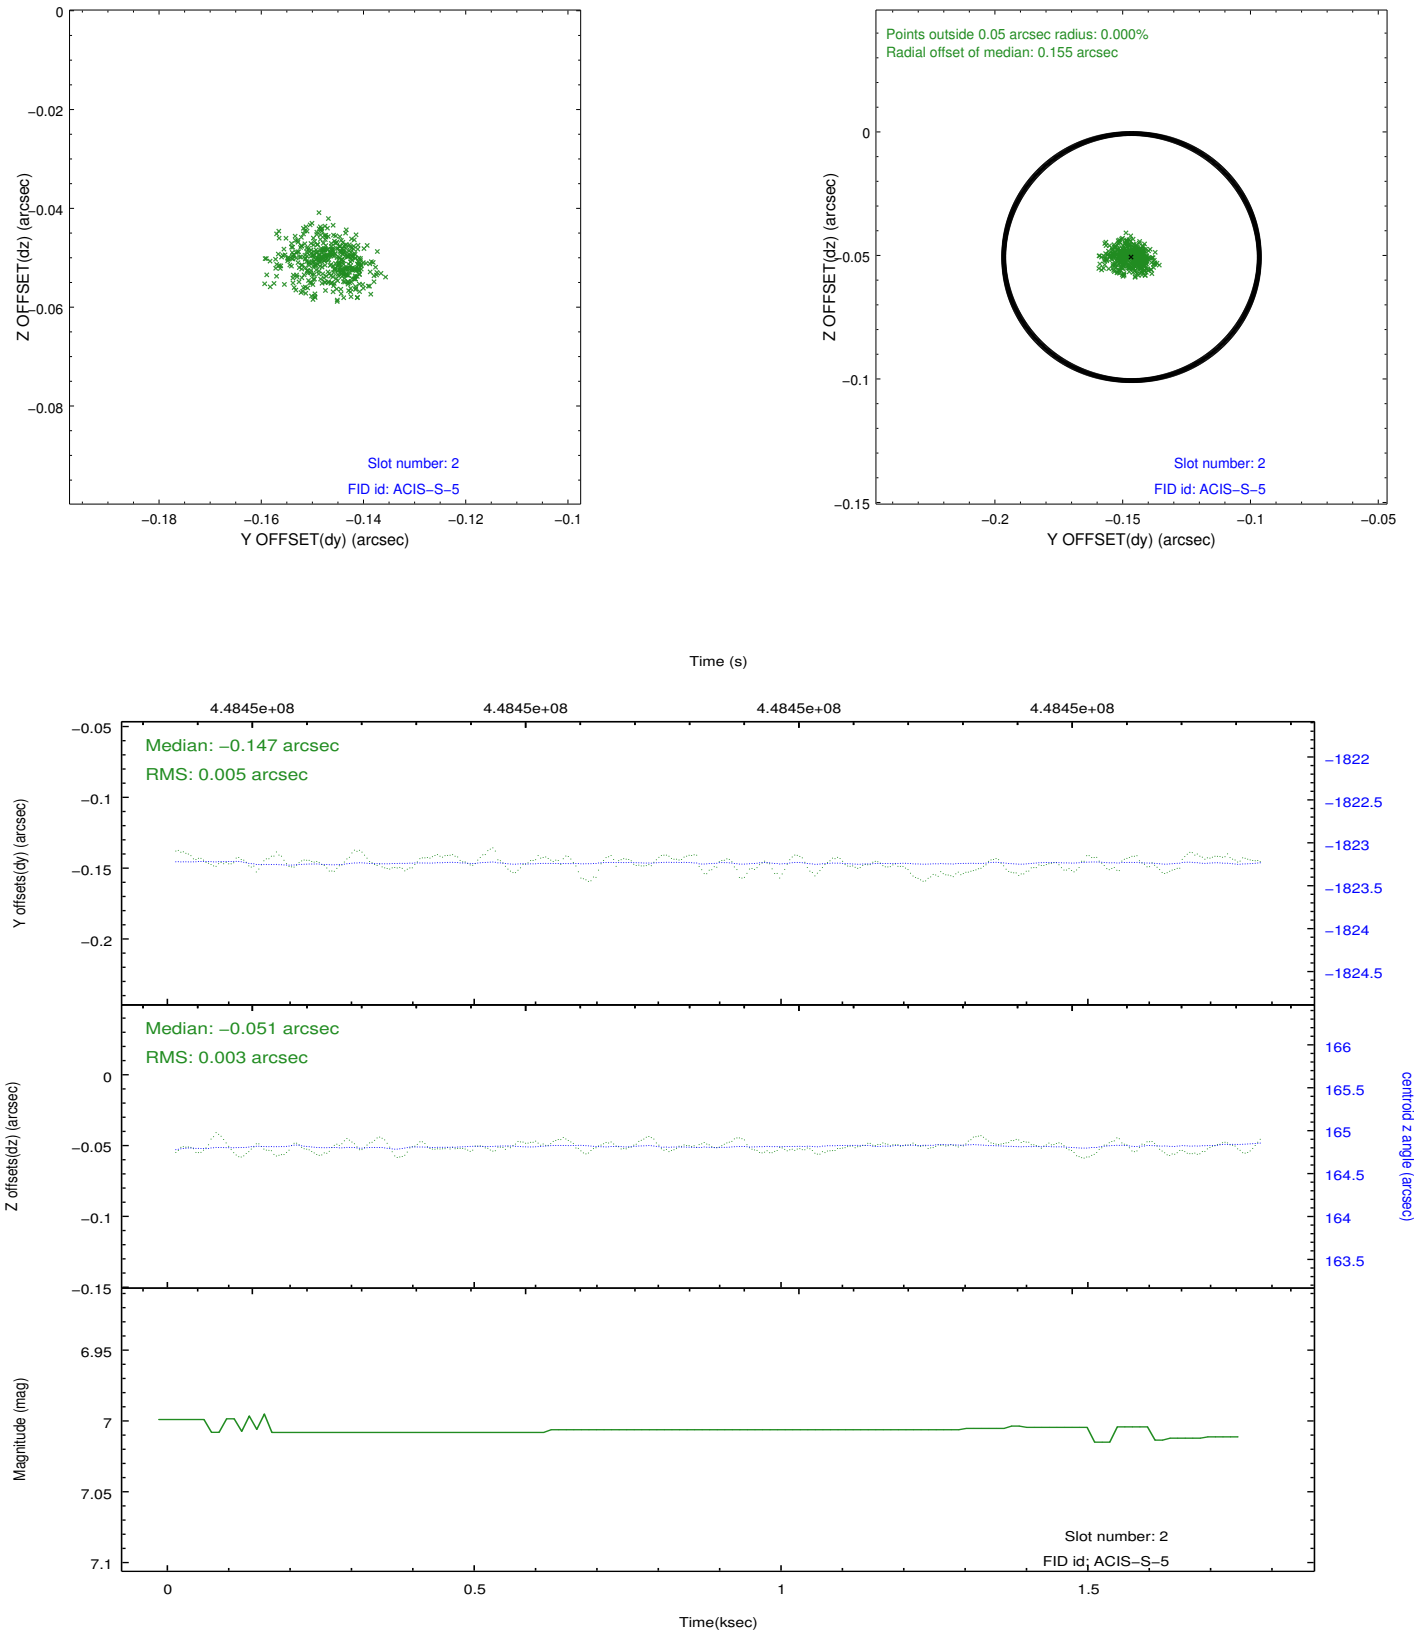 0
−0.02
−0.04
−0.06
−0.08
Z OFFSET(dz) (arcsec)
Slot number: 2
FID id: ACIS−S−5
−0.18
−0.16
−0.14
−0.12
−0.1
Y OFFSET(dy) (arcsec)
Points outside 0.05 arcsec radius: 0.000%
Radial offset of median: 0.155 arcsec
0
−0.05
−0.1
−0.15
Z OFFSET(dz) (arcsec)
Slot number: 2
FID id: ACIS−S−5
−0.2
−0.15
−0.1
−0.05
Y OFFSET(dy) (arcsec)
Time (s)
4.4845e+08
4.4845e+08
4.4845e+08
4.4845e+08
Median: −0.147 arcsec
RMS: 0.005 arcsec
−0.05
−0.1
−0.15
−0.2
Y offsets(dy) (arcsec)
−1822
−1822.5
−1823
−1823.5
−1824
−1824.5
Median: −0.051 arcsec
RMS: 0.003 arcsec
0
−0.05
−0.1
−0.15
Z offsets(dz) (arcsec)
166
165.5
165
164.5
164
163.5
centroid z angle (arcsec)
6.95
7
7.05
7.1
Magnitude (mag)
Slot number: 2
FID id: ACIS−S−5
0
0.5
1
1.5
Time(ksec)